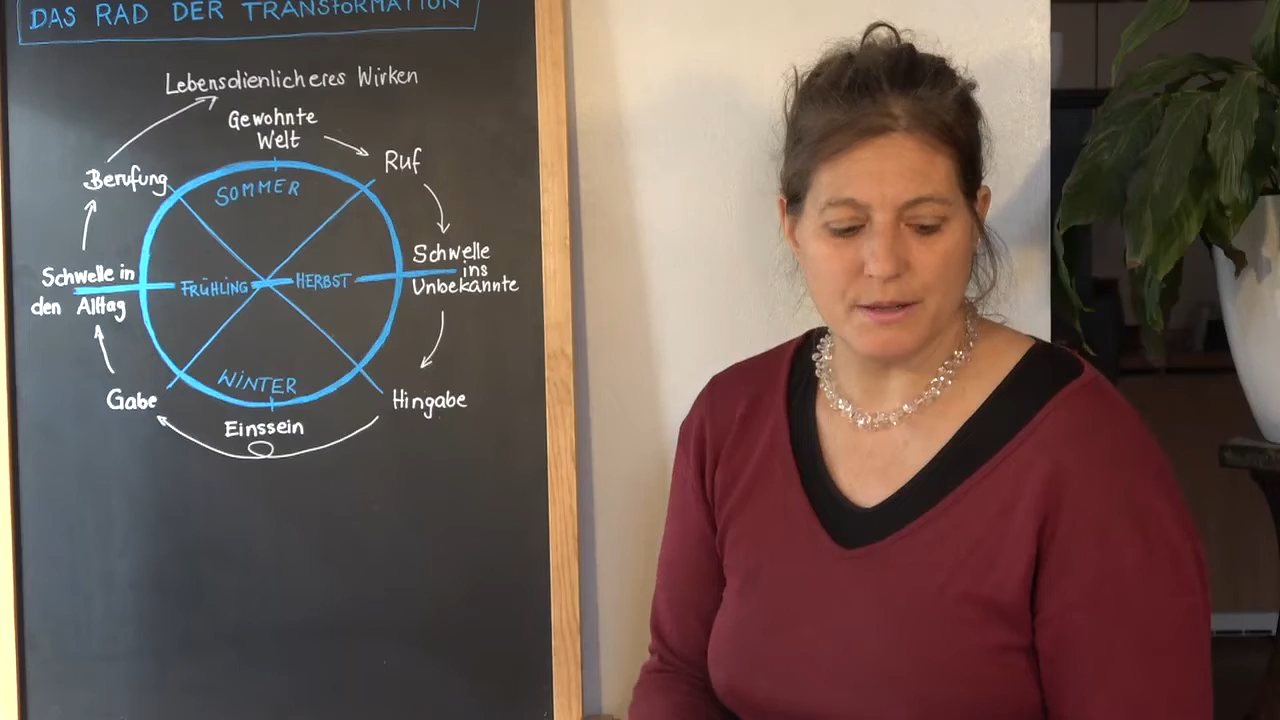 DAS RAD DER TRANSFORMATION
Lebensdienlicheres Wirken
Gewohnte
Welt
Ruf
Schwelle
ins
Unbekannte
Hingabe
Einssein
Gabe
Schwelle in
den Alltag
Berufung
SOMMER
HERBST
WINTER
FRÜHLING